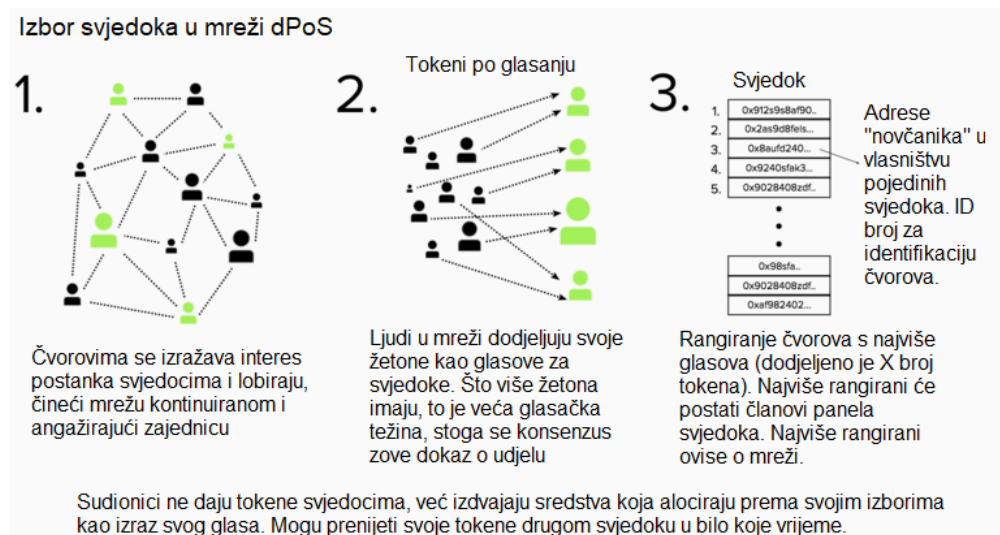 Izbor svjedoka u mreži dPoS
1.
Čvorovima se izražava interes
postanka svjedocima i lobiraju,
čineći mrežu kontinuiranom i
angažirajući zajednicu
2.
Tokeni po glasanju
Ljudi u mreži dodjeljuju svoje
žetone kao glasove za
svjedoke. Što više žetona
imaju, to je veća glasačka
težina, stoga se konsenzus
zove dokaz o udjelu
3.
Svjedok
1. 0x912s9s8af90..
2. 0x2as9d8fels...
3. 0x8aufd240...
4. 0x9240sfak3...
5. 0x9028408zdf..
0x98sfa..
0x9028408zdf..
0xaf982402...
Adrese
"novčanika" u
vlasništvu
pojedinih
svjedoka. ID
broj za
identifikaciju
čvorova.
Rangiranje čvorova s najviše
glasova (dodjeljeno je X broj
tokena). Najviše rangirani će
postati članovi panela
svjedoka. Najviše rangirani
ovise o mreži.
Sudionici ne daju tokene svjedocima, već izdvajaju sredstva koja alociraju prema svojim izborima
kao izraz svog glasa. Mogu prenijeti svoje tokene drugom svjedoku u bilo koje vrijeme.